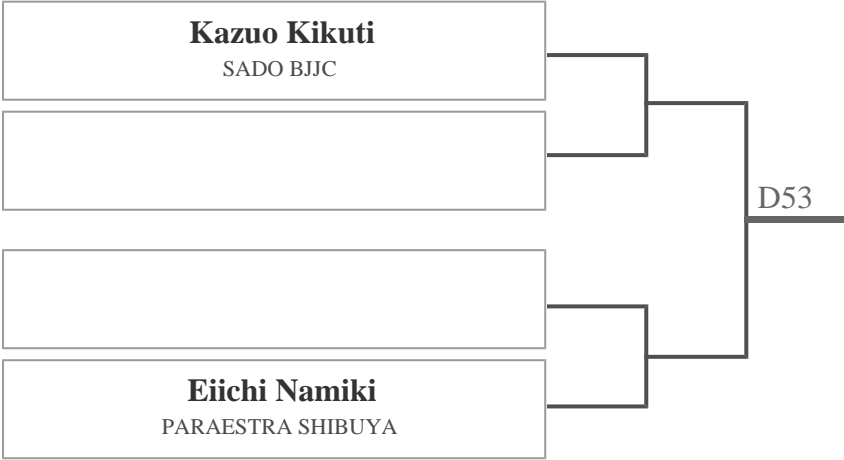 Kazuo Kikuti
SADO BJJC
D53
Eiichi Namiki
PARAESTRA SHIBUYA